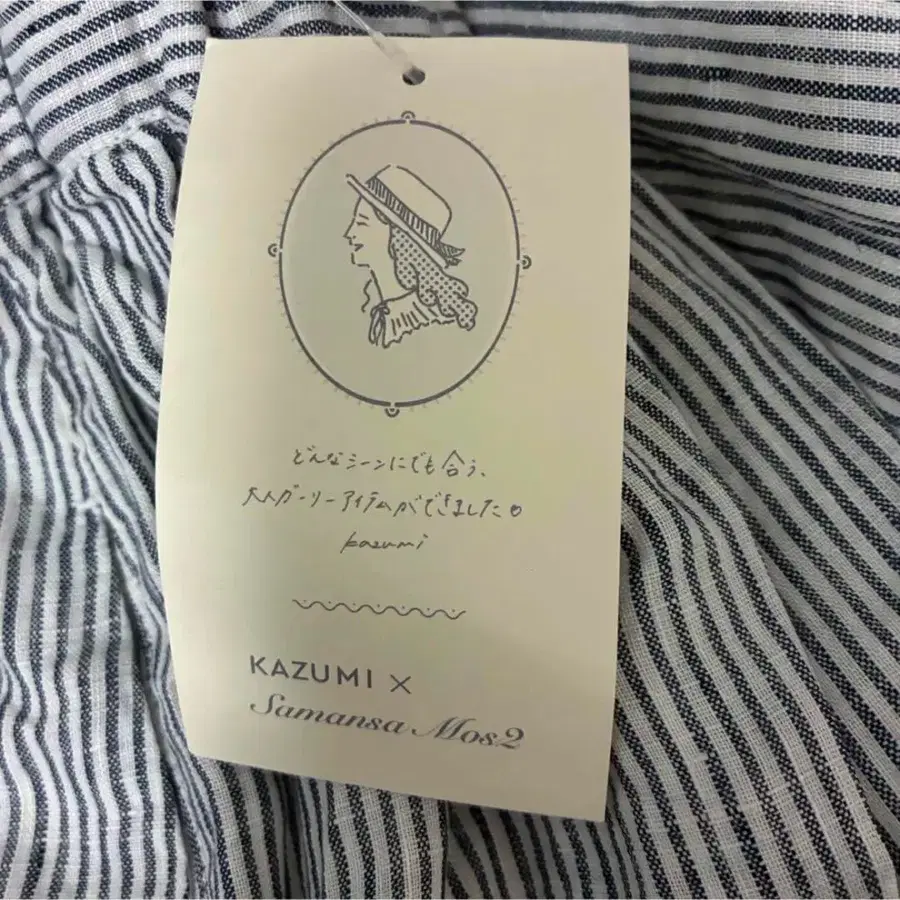 どんなシーンにでも合う、
大人ガーリーアイテムができました♡
kazumi
KAZUMI ×
Samansa Mos2